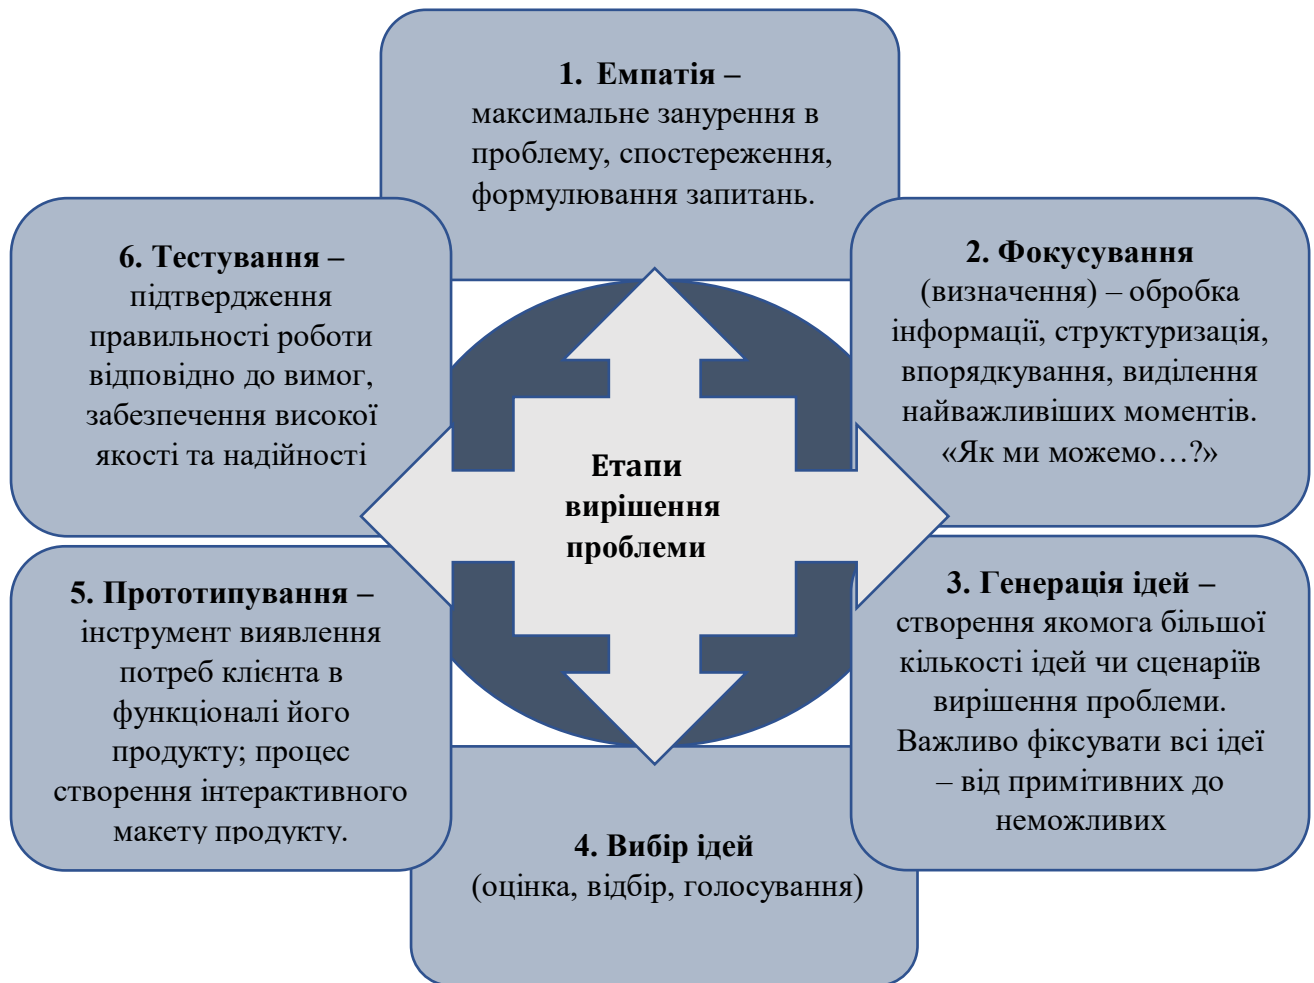 1. Емпатія –
максимальне занурення в
проблему, спостереження,
формулювання запитань.
2. Фокусування
(визначення) – обробка
інформації, структуризація,
впорядкування, виділення
найважливіших моментів.
«Як ми можемо…?»
3. Генерація ідей –
створення якомога більшої
кількості ідей чи сценаріїв
вирішення проблеми.
Важливо фіксувати всі ідеї
– від примітивних до
неможливих
4. Вибір ідей
(оцінка, відбір, голосування)
5. Прототипування –
інструмент виявлення
потреб клієнта в
функціоналі його
продукту; процес
створення інтерактивного
макету продукту.
6. Тестування –
підтвердження
правильності роботи
відповідно до вимог,
забезпечення високої
якості та надійності
Етапи
вирішення
проблеми